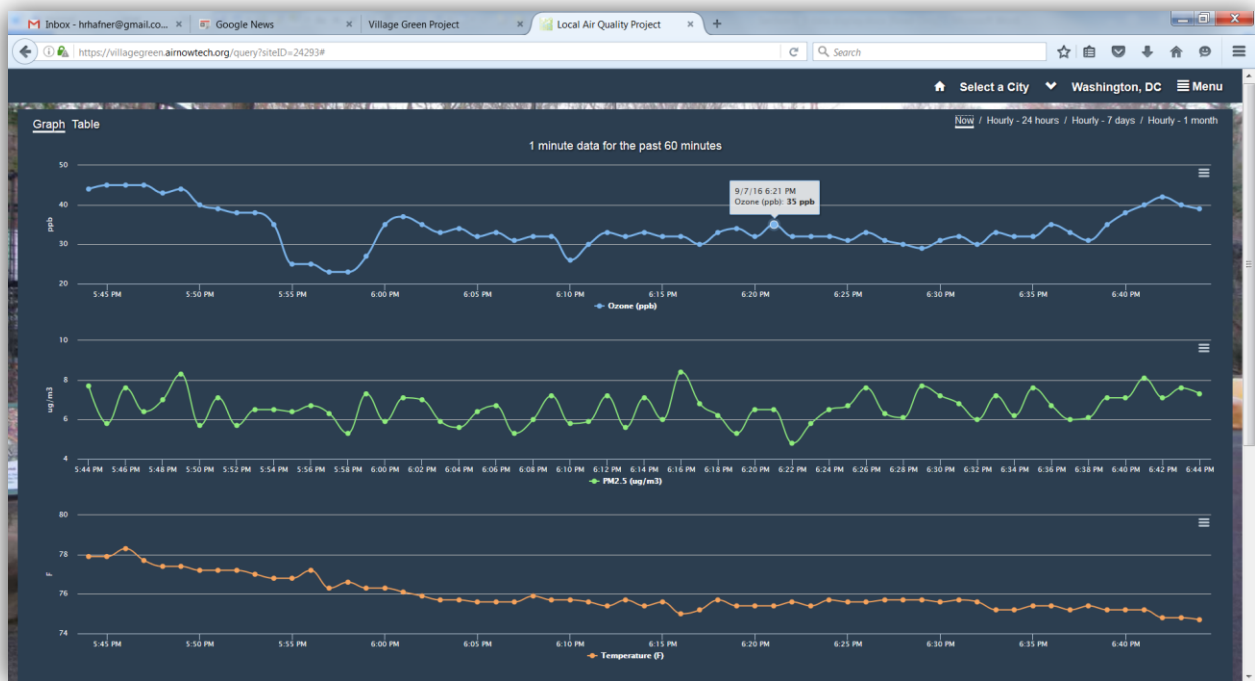 Inbox - hrhafner@gmail.co... × Google News × Village Green Project × Local Air Quality Project × +
https://villagegreen.airnowtech.org/query?siteID=24293# Search
Select a City Washington, DC Menu
Graph Table Now / Hourly - 24 hours / Hourly - 7 days / Hourly - 1 month
1 minute data for the past 60 minutes
50
9/7/16 6:21 PM
Ozone (ppb): 35 ppb
40
ppb
30
20
5:45 PM 5:50 PM 5:55 PM 6:00 PM 6:05 PM 6:10 PM 6:15 PM 6:20 PM 6:25 PM 6:30 PM 6:35 PM 6:40 PM
Ozone (ppb)
10
8
ug/m3
6
4
5:44 PM 5:46 PM 5:48 PM 5:50 PM 5:52 PM 5:54 PM 5:56 PM 5:58 PM 6:00 PM 6:02 PM 6:04 PM 6:06 PM 6:08 PM 6:10 PM 6:12 PM 6:14 PM 6:16 PM 6:18 PM 6:20 PM 6:22 PM 6:24 PM 6:26 PM 6:28 PM 6:30 PM 6:32 PM 6:34 PM 6:36 PM 6:38 PM 6:40 PM 6:42 PM 6:44 PM
PM2.5 (ug/m3)
80
78
F
76
74
5:45 PM 5:50 PM 5:55 PM 6:00 PM 6:05 PM 6:10 PM 6:15 PM 6:20 PM 6:25 PM 6:30 PM 6:35 PM 6:40 PM
Temperature (F)